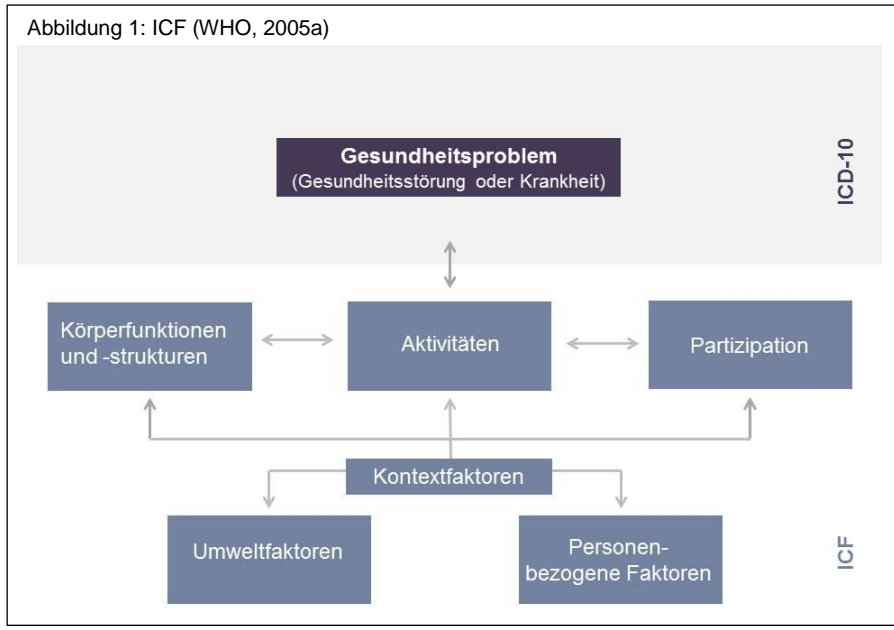 Abbildung 1: ICF (WHO, 2005a)
Gesundheitsproblem
(Gesundheitsstörung oder Krankheit)
ICD-10
Körperfunktionen
und -strukturen
Aktivitäten
Partizipation
Kontextfaktoren
Umweltfaktoren
Personen-
bezogene Faktoren
ICF